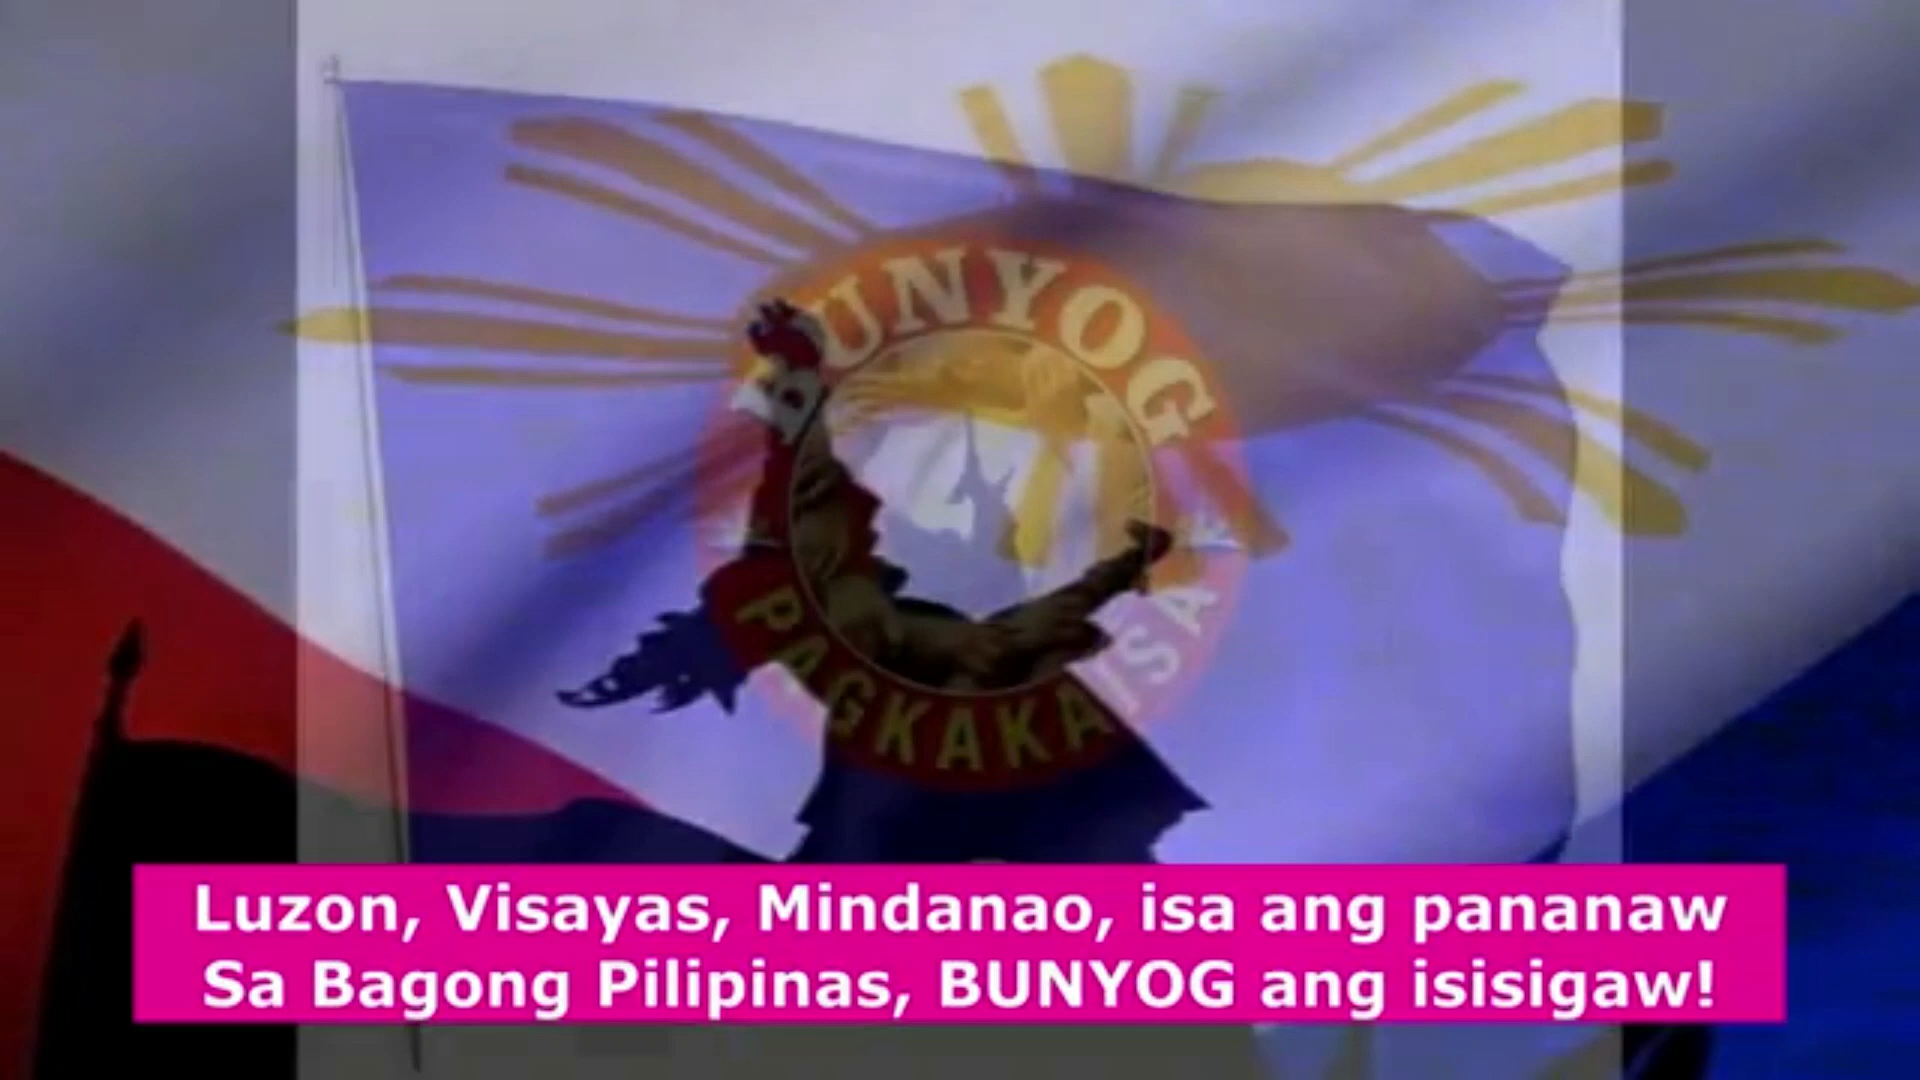 BUNYOG
PAGKAKAISA
Luzon, Visayas, Mindanao, isa ang pananaw
Sa Bagong Pilipinas, BUNYOG ang isisigaw!